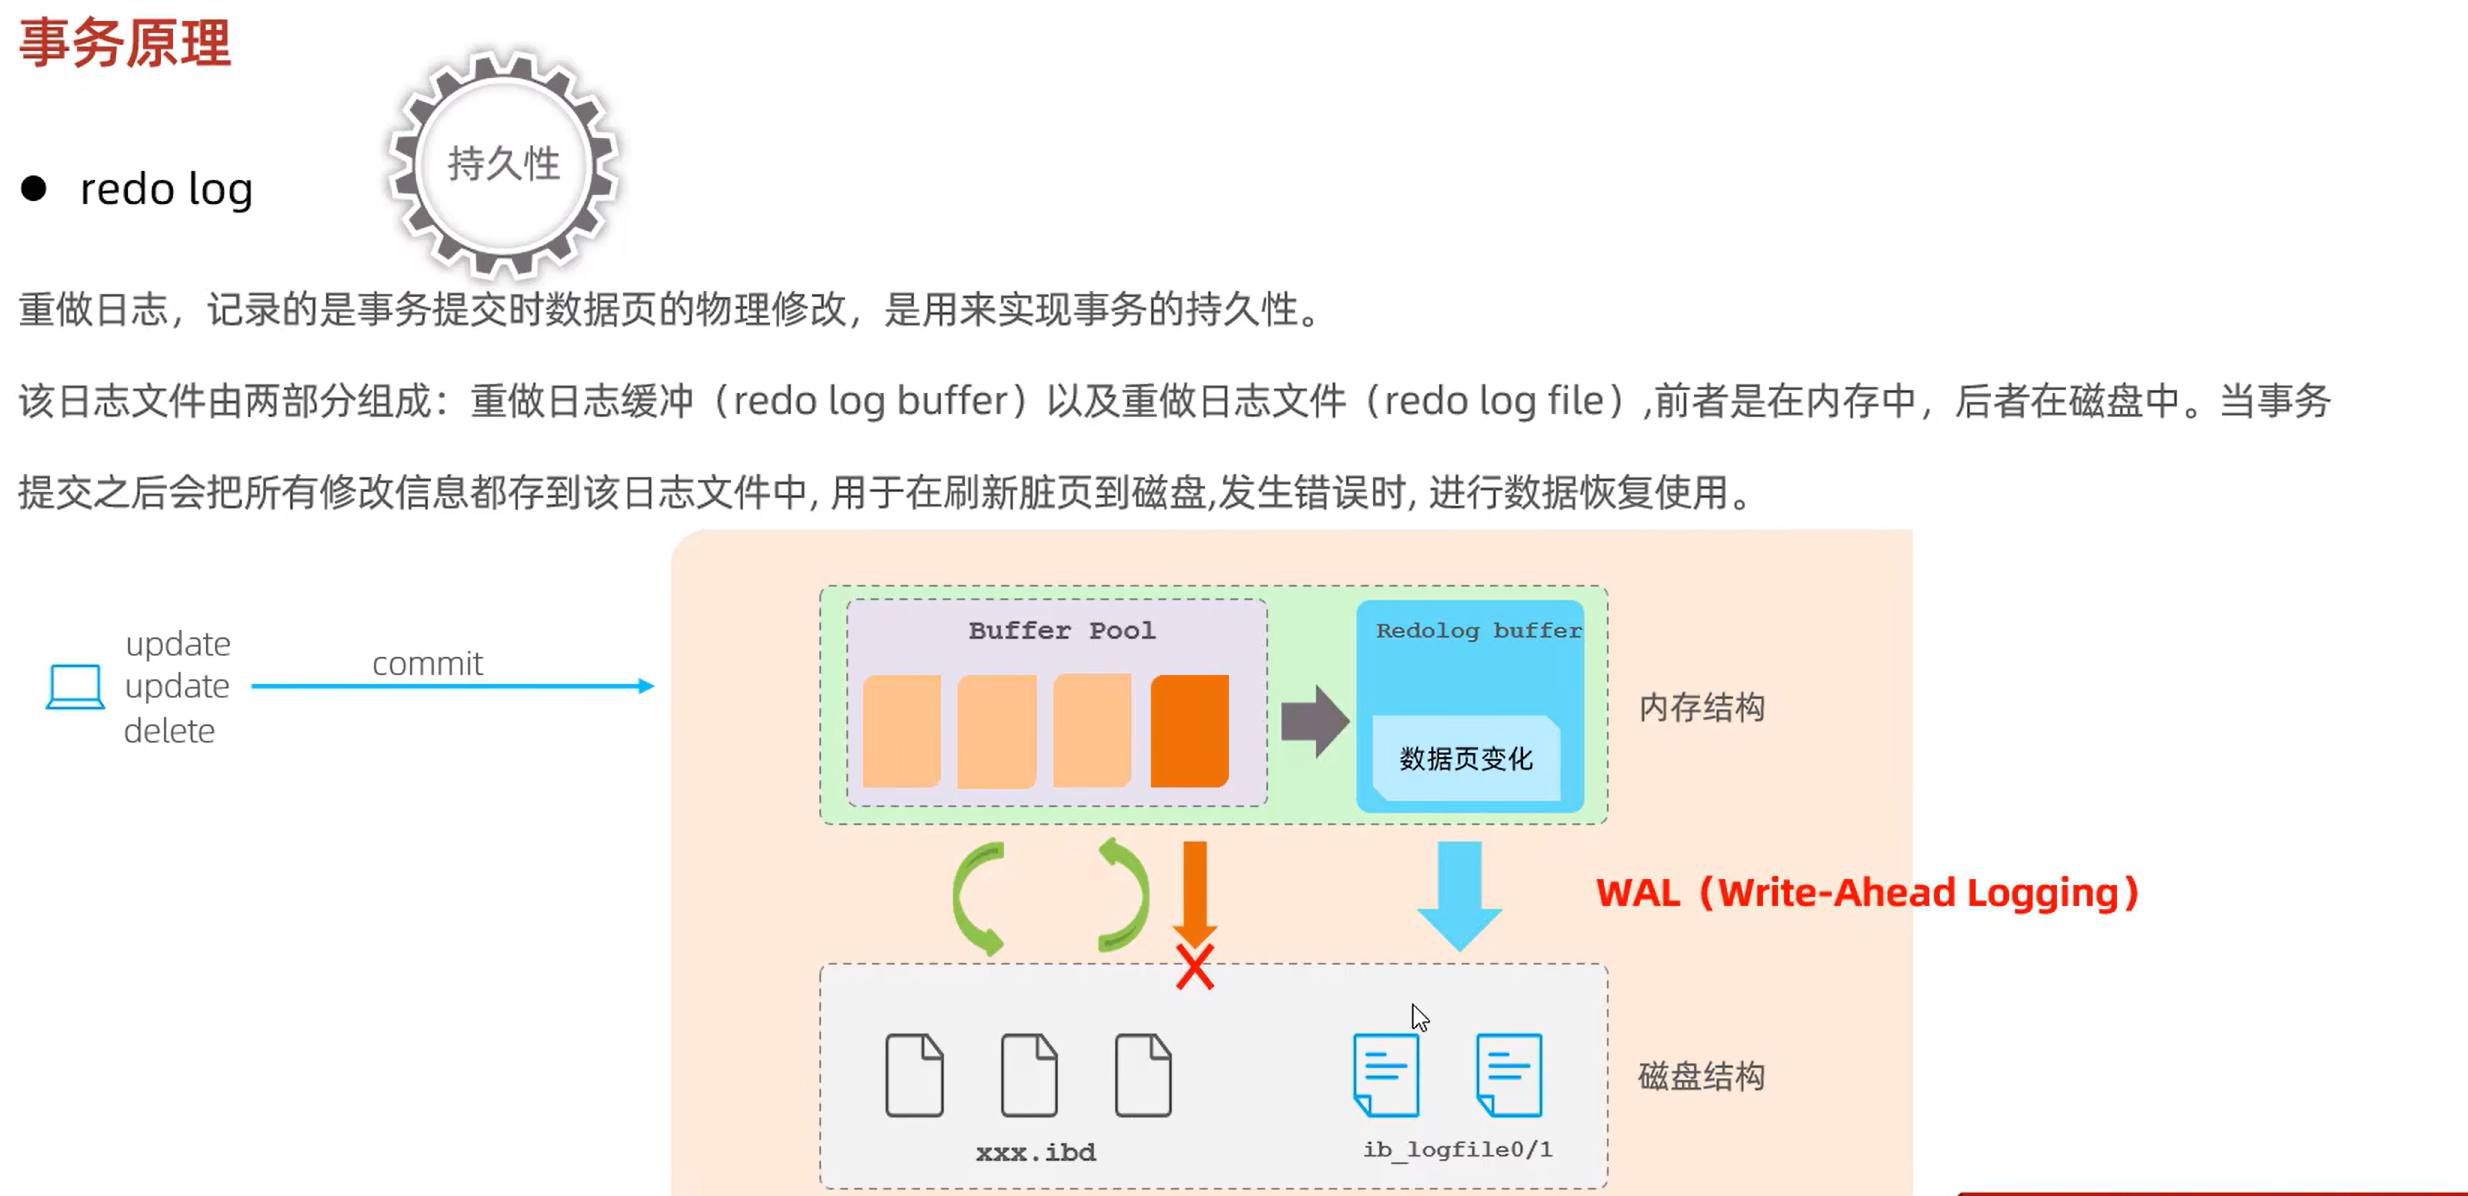 事务原理
持久性
redo log
重做日志，记录的是事务提交时数据页的物理修改，是用来实现事务的持久性。
该日志文件由两部分组成：重做日志缓冲（redo log buffer）以及重做日志文件（redo log file）,前者是在内存中，后者在磁盘中。当事务
提交之后会把所有修改信息都存到该日志文件中, 用于在刷新脏页到磁盘,发生错误时, 进行数据恢复使用。
update
update
delete
commit
Buffer Pool
Redolog buffer
数据页变化
内存结构
WAL（Write-Ahead Logging）
xxx.ibd
ib_logfile0/1
磁盘结构